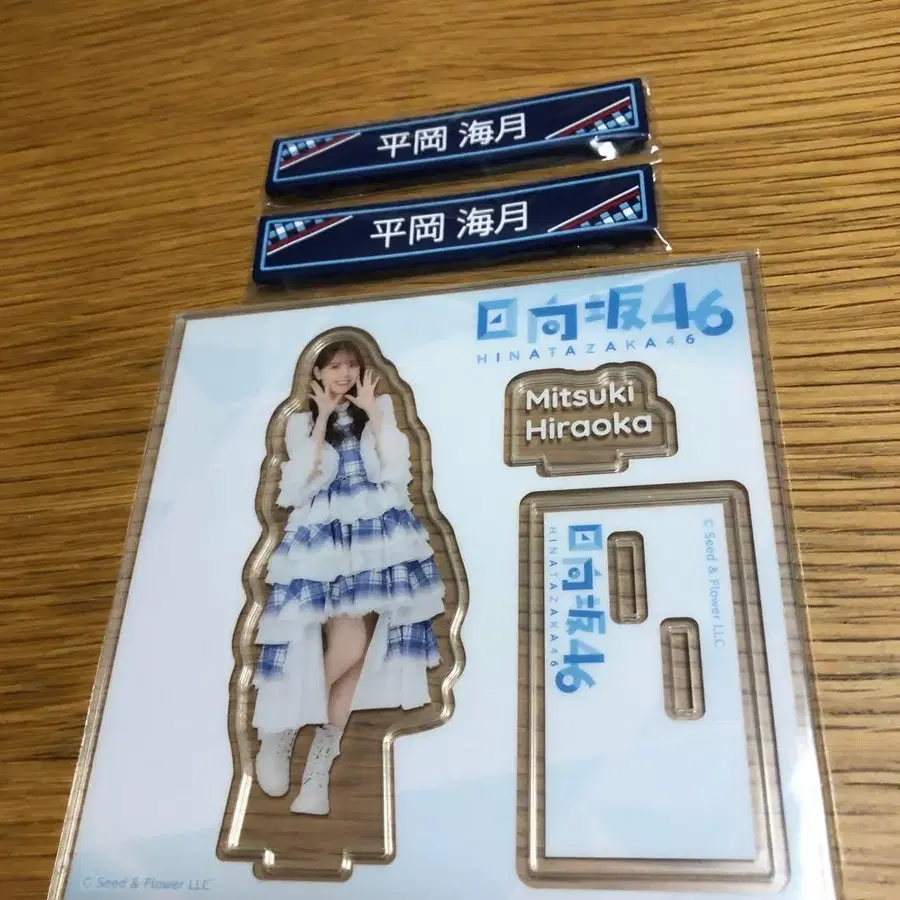 平岡 海月
平岡 海月
日向坂46
HINATAZAKA46
Mitsuki
Hiraoka
日向坂46
HINATAZAKA46
© Seed & Flower LLC
© Seed & Flower LLC